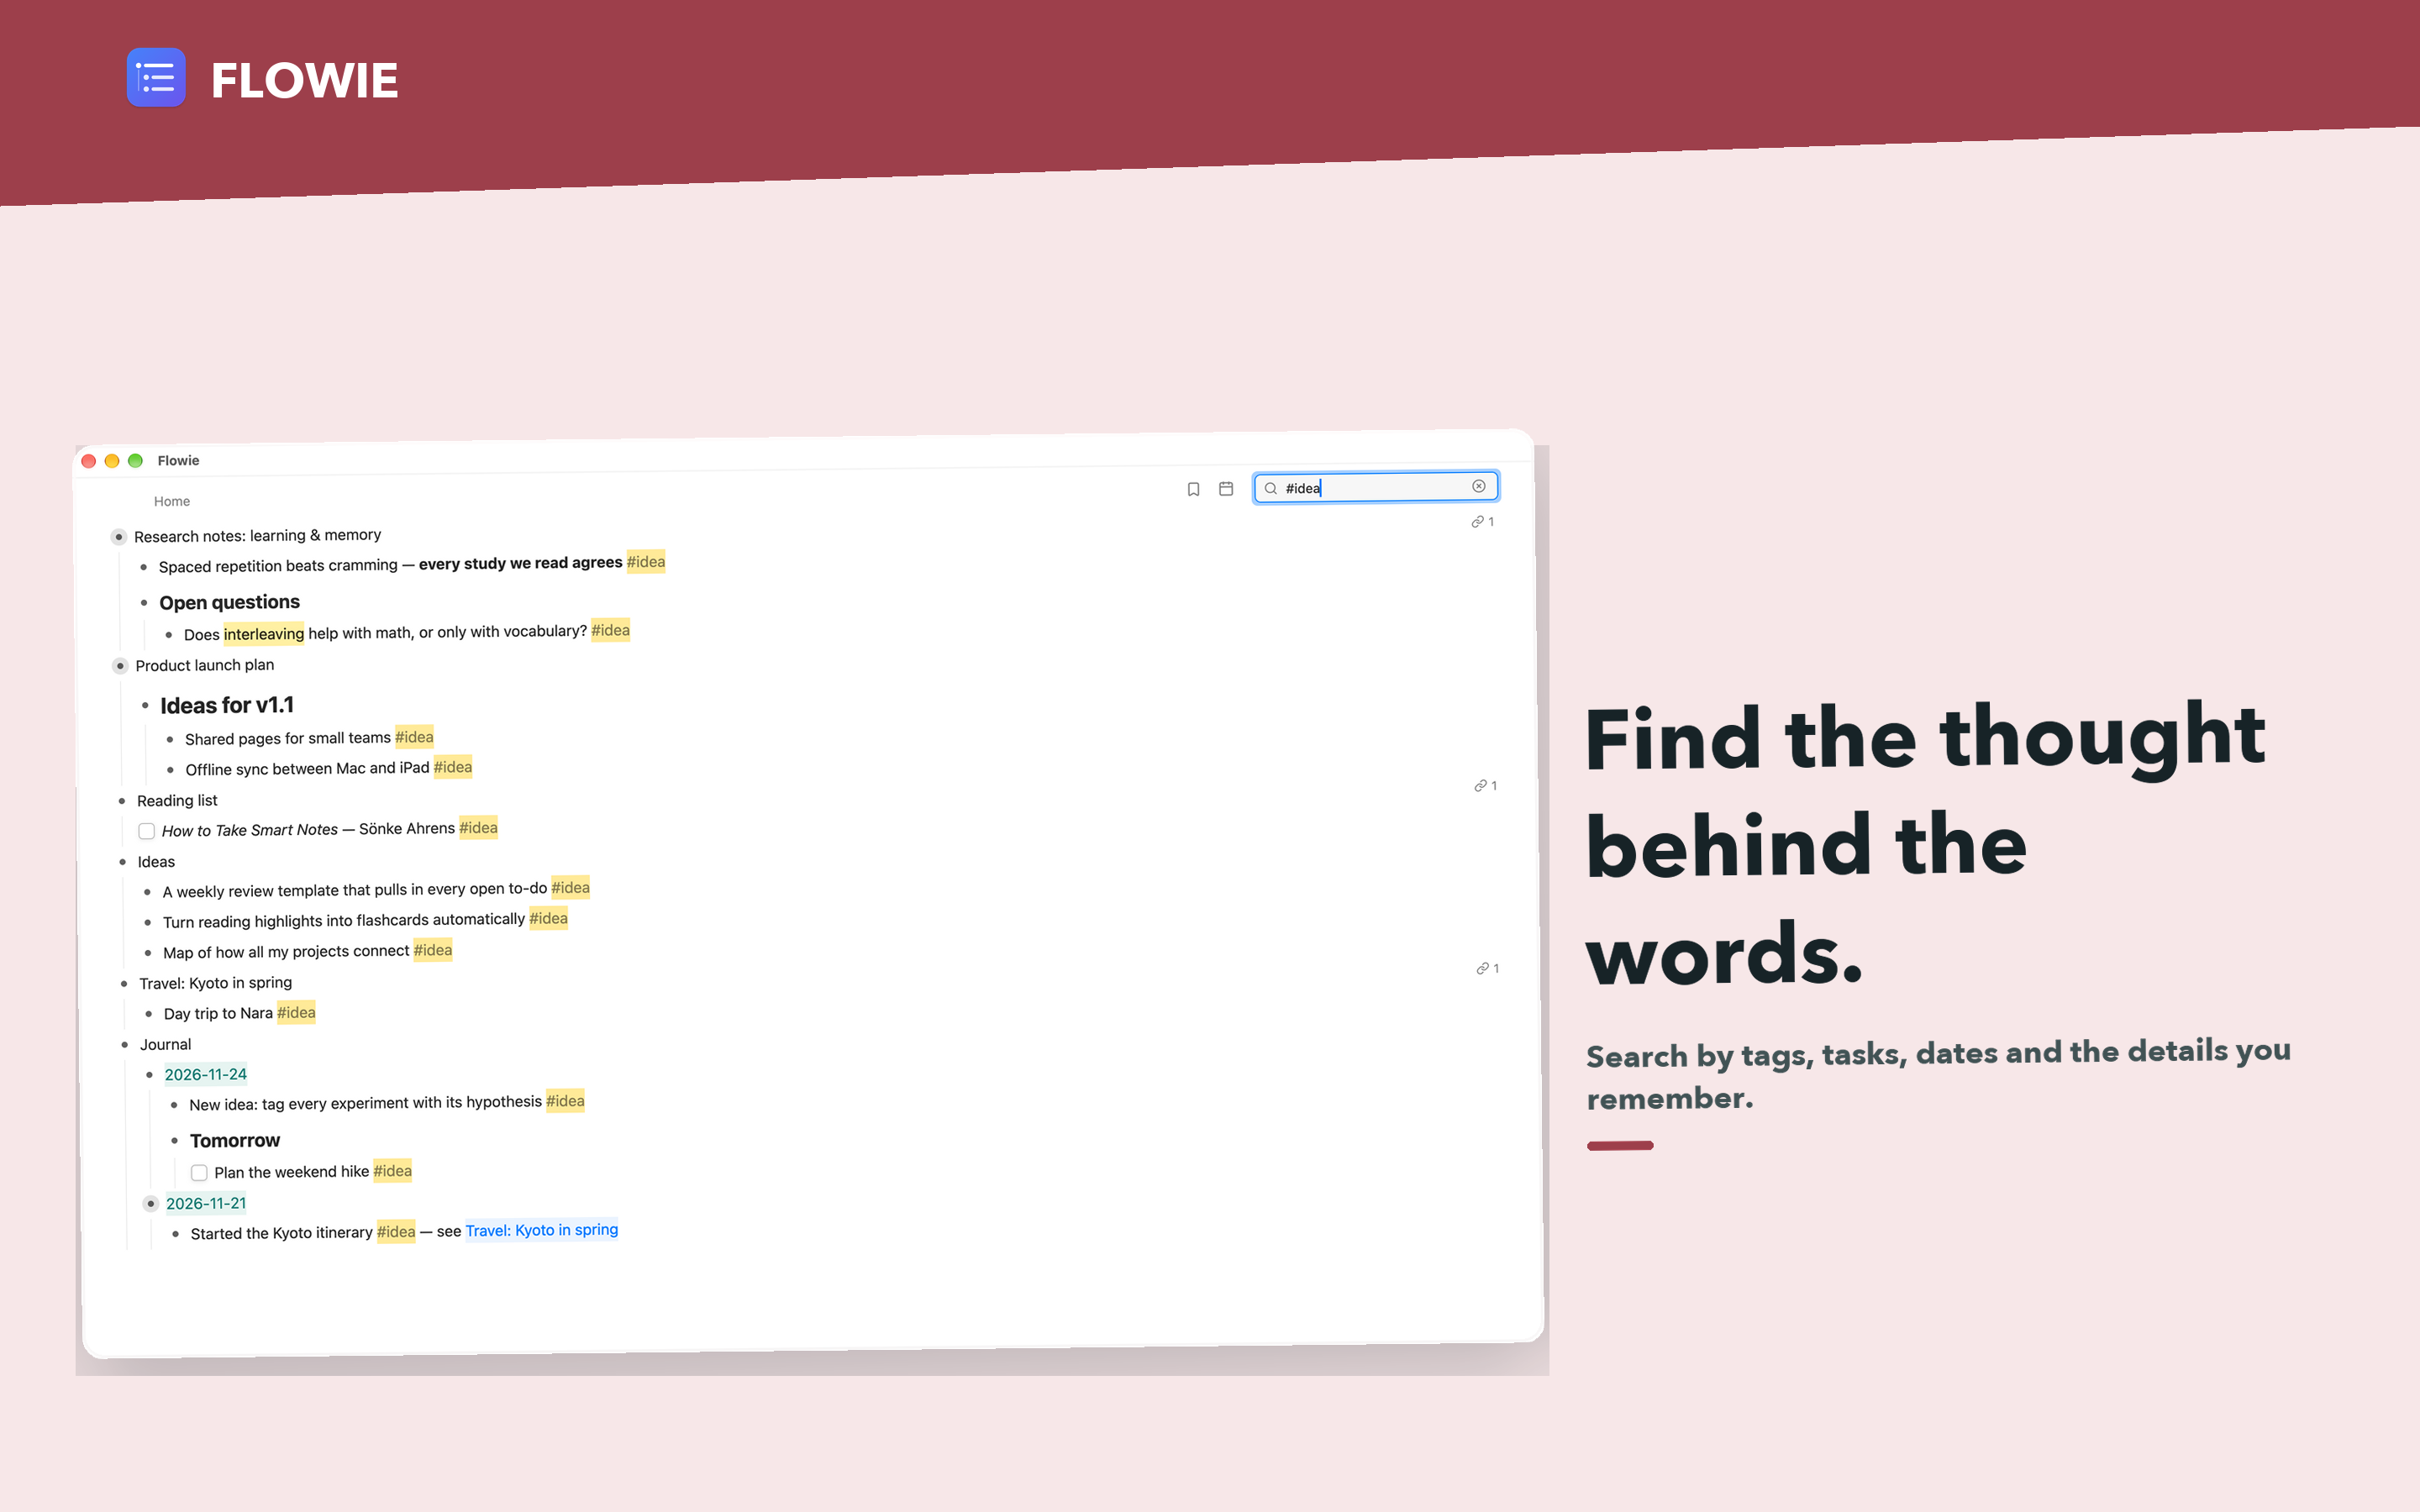 FLOWIE
Flowie
Home
#idea
Research notes: learning & memory
1
Spaced repetition beats cramming — every study we read agrees #idea
Open questions
Does interleaving help with math, or only with vocabulary? #idea
Product launch plan
Ideas for v1.1
Shared pages for small teams #idea
Offline sync between Mac and iPad #idea
Reading list
1
How to Take Smart Notes — Sönke Ahrens #idea
Ideas
A weekly review template that pulls in every open to-do #idea
Turn reading highlights into flashcards automatically #idea
Map of how all my projects connect #idea
Travel: Kyoto in spring
1
Day trip to Nara #idea
Journal
2026-11-24
New idea: tag every experiment with its hypothesis #idea
Tomorrow
Plan the weekend hike #idea
2026-11-21
Started the Kyoto itinerary #idea — see Travel: Kyoto in spring
Find the thought
behind the
words.
Search by tags, tasks, dates and the details you
remember.